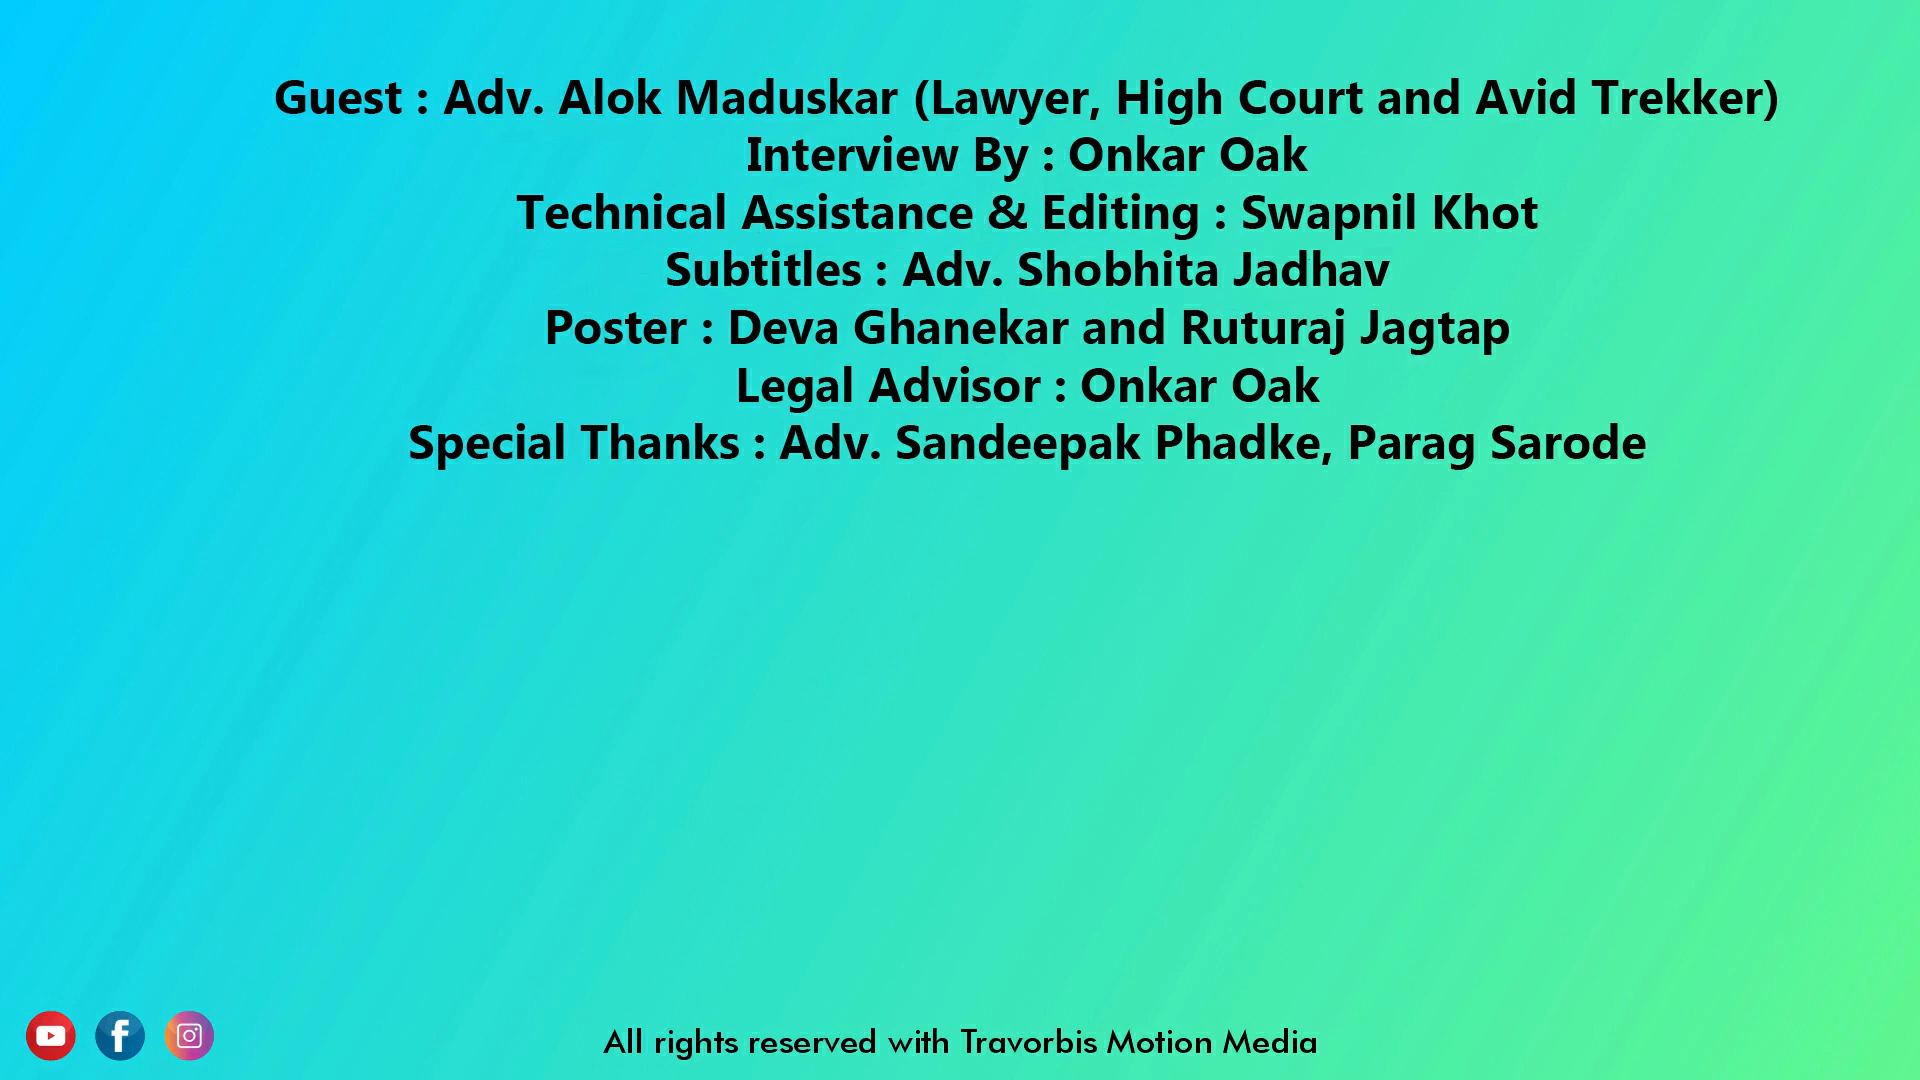 Guest : Adv. Alok Maduskar (Lawyer, High Court and Avid Trekker)
Interview By : Onkar Oak
Technical Assistance & Editing : Swapnil Khot
Subtitles : Adv. Shobhita Jadhav
Poster : Deva Ghanekar and Ruturaj Jagtap
Legal Advisor : Onkar Oak
Special Thanks : Adv. Sandeepak Phadke, Parag Sarode
All rights reserved with Travorbis Motion Media